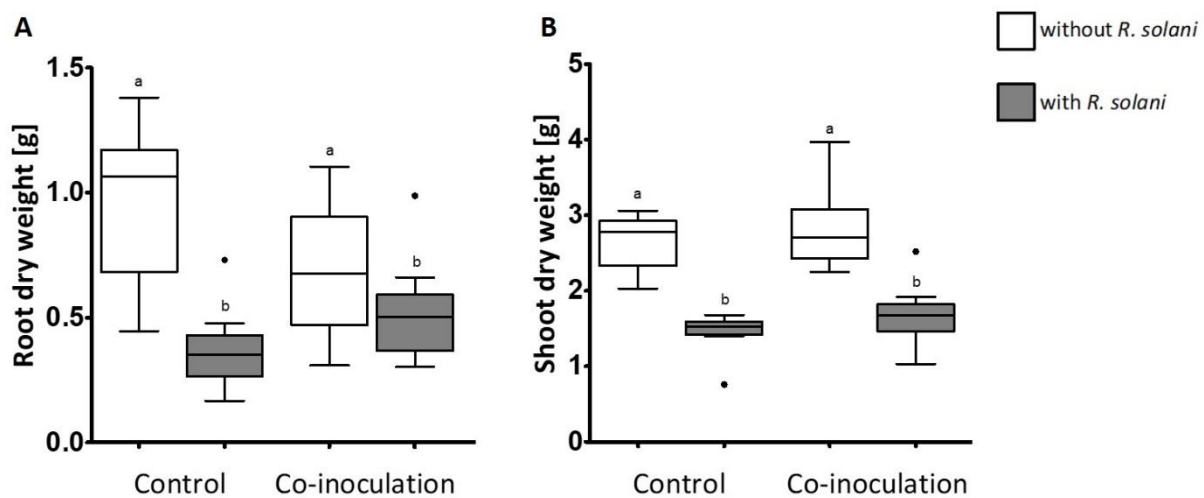 A
Root dry weight [g]
1.5
1.0
0.5
0.0
a
b
a
b
Control
Co-inoculation
B
Shoot dry weight [g]
5
4
3
2
1
0
a
b
a
b
Control
Co-inoculation
without R. solani
with R. solani